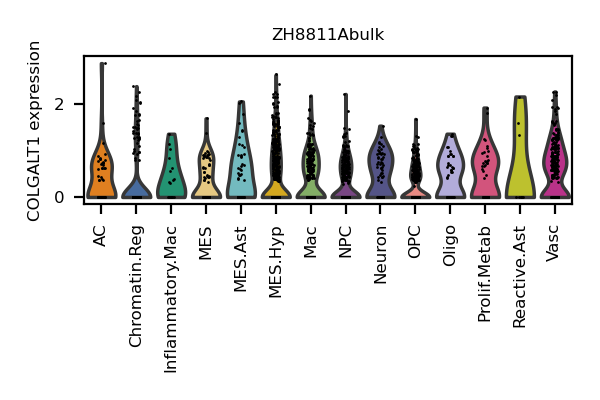 ZH8811Abulk
COLGALT1 expression
2
0
AC
Chromatin.Reg
Inflammatory.Mac
MES
MES.Ast
MES.Hyp
Mac
NPC
Neuron
OPC
Oligo
Prolif.Metab
Reactive.Ast
Vasc